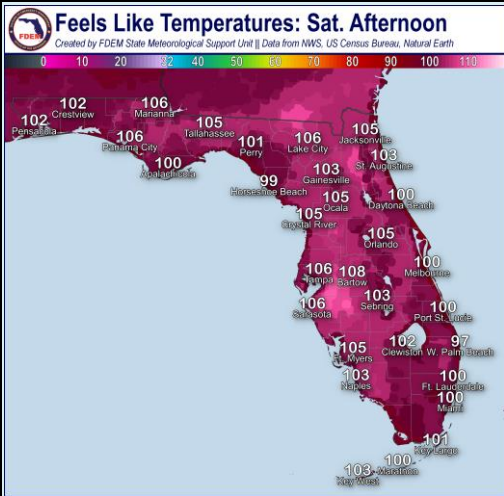 Feels Like Temperatures: Sat. Afternoon
Created by FDEM State Meteorological Support Unit || Data from NWS, US Census Bureau, Natural Earth
FDEM
0 10 20 32 40 50 60 70 80 90 100 110
102
Crestview
106
Marianna
102
Pensacola
105
Tallahassee
106
Panama City
101
Perry
106
Lake City
105
Jacksonville
100
Apalachicola
103
Gainesville
103
St. Augustine
99
Horseshoe Beach
105
Ocala
100
Daytona Beach
105
Crystal River
105
Orlando
100
Melbourne
106
Tampa
108
Bartow
106
Sarasota
103
Sebring
100
Port St. Lucie
105
Ft. Myers
102
Clewiston
97
W. Palm Beach
103
Naples
100
Ft. Lauderdale
100
Miami
101
Key Largo
100
Marathon
103
Key West